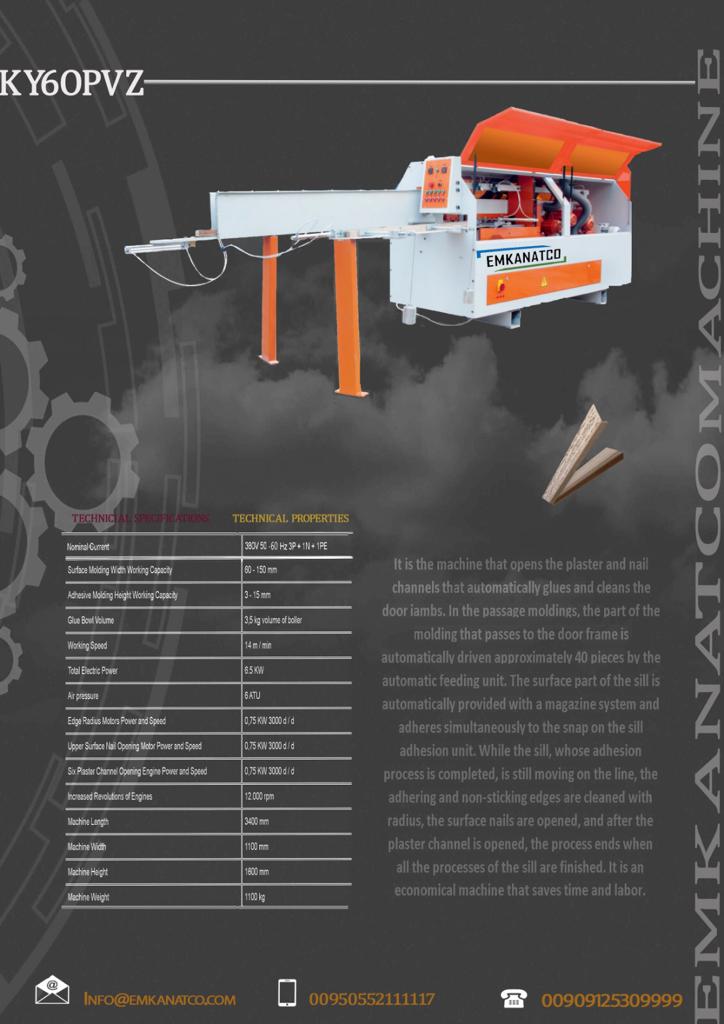 KY60PVZ
EMKANATCO
EMKANATCOMACHINE
TECHNICIAL SPECIFICATIONS TECHNICAL PROPERTIES
Nominal Current 380V 50 -60 Hz 3P + 1N + 1PE
Surface Molding Width Working Capacity 60 - 150 mm
Adhesive Molding Height Working Capacity 3 - 15 mm
Glue Bowl Volume 3,5 kg volume of boiler
Working Speed 14 m / min
Total Electric Power 6.5 KW
Air pressure 6 ATU
Edge Radius Motors Power and Speed 0,75 KW 3000 d / d
Upper Surface Nail Opening Motor Power and Speed 0,75 KW 3000 d / d
Six Plaster Channel Opening Engine Power and Speed 0,75 KW 3000 d / d
Increased Revolutions of Engines 12.000 rpm
Machine Length 3400 mm
Machine Width 1100 mm
Machine Height 1600 mm
Machine Weight 1100 kg
It is the machine that opens the plaster and nail
channels that automatically glues and cleans the
door jambs. In the passage moldings, the part of the
molding that passes to the door frame is
automatically driven approximately 40 pieces by the
automatic feeding unit. The surface part of the sill is
automatically provided with a magazine system and
adheres simultaneously to the snap on the sill
adhesion unit. While the sill, whose adhesion
process is completed, is still moving on the line, the
adhering and non-sticking edges are cleaned with
radius, the surface nails are opened, and after the
plaster channel is opened, the process ends when
all the processes of the sill are finished. It is an
economical machine that saves time and labor.
INFO@EMKANATCO.COM 00950552111117 00909125309999